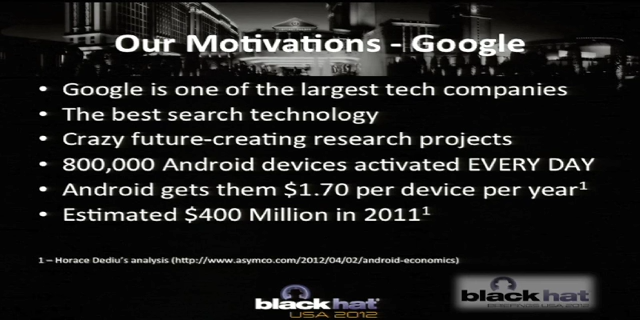 Our Motivations - Google
• Google is one of the largest tech companies
• The best search technology
• Crazy future-creating research projects
• 800,000 Android devices activated EVERY DAY
• Android gets them $1.70 per device per year¹
• Estimated $400 Million in 2011¹
1 – Horace Dediu's analysis (http://www.asymco.com/2012/04/02/android-economics)
black hat
USA 2012
black hat
USA 2012